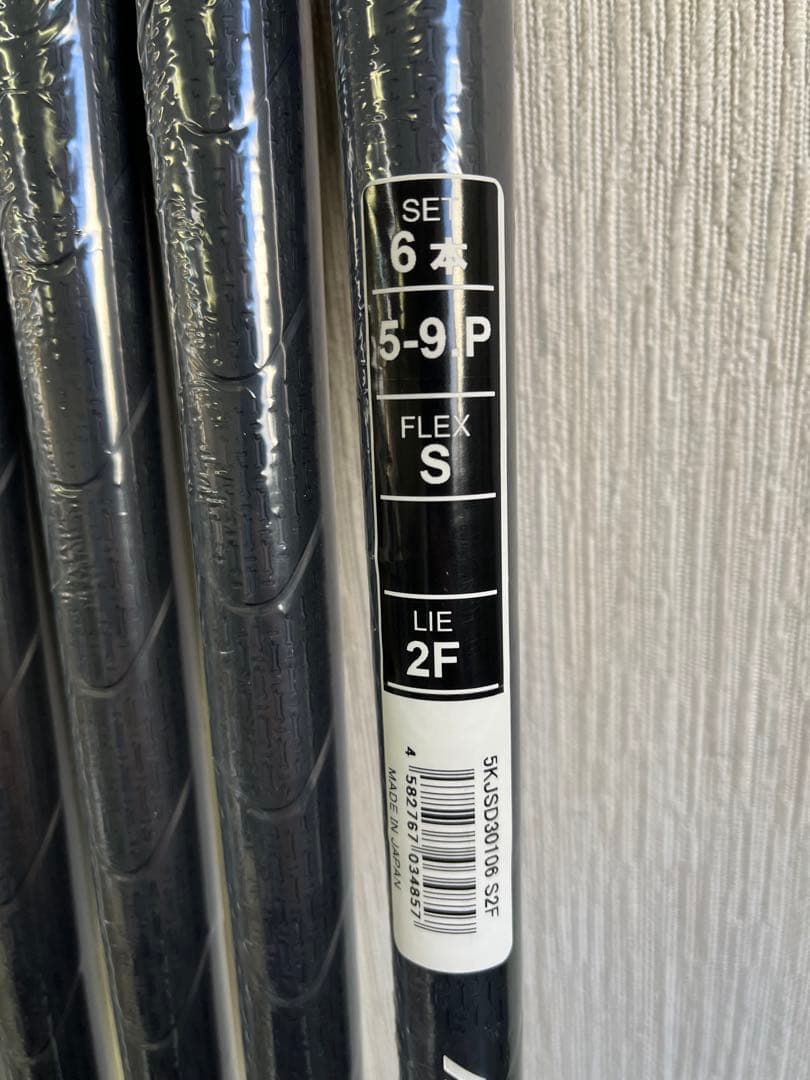 SET
6本
5-9.P
FLEX
S
LIE
2F
5KJSD30106 S2F
4 582767 034857
MADE IN JAPAN